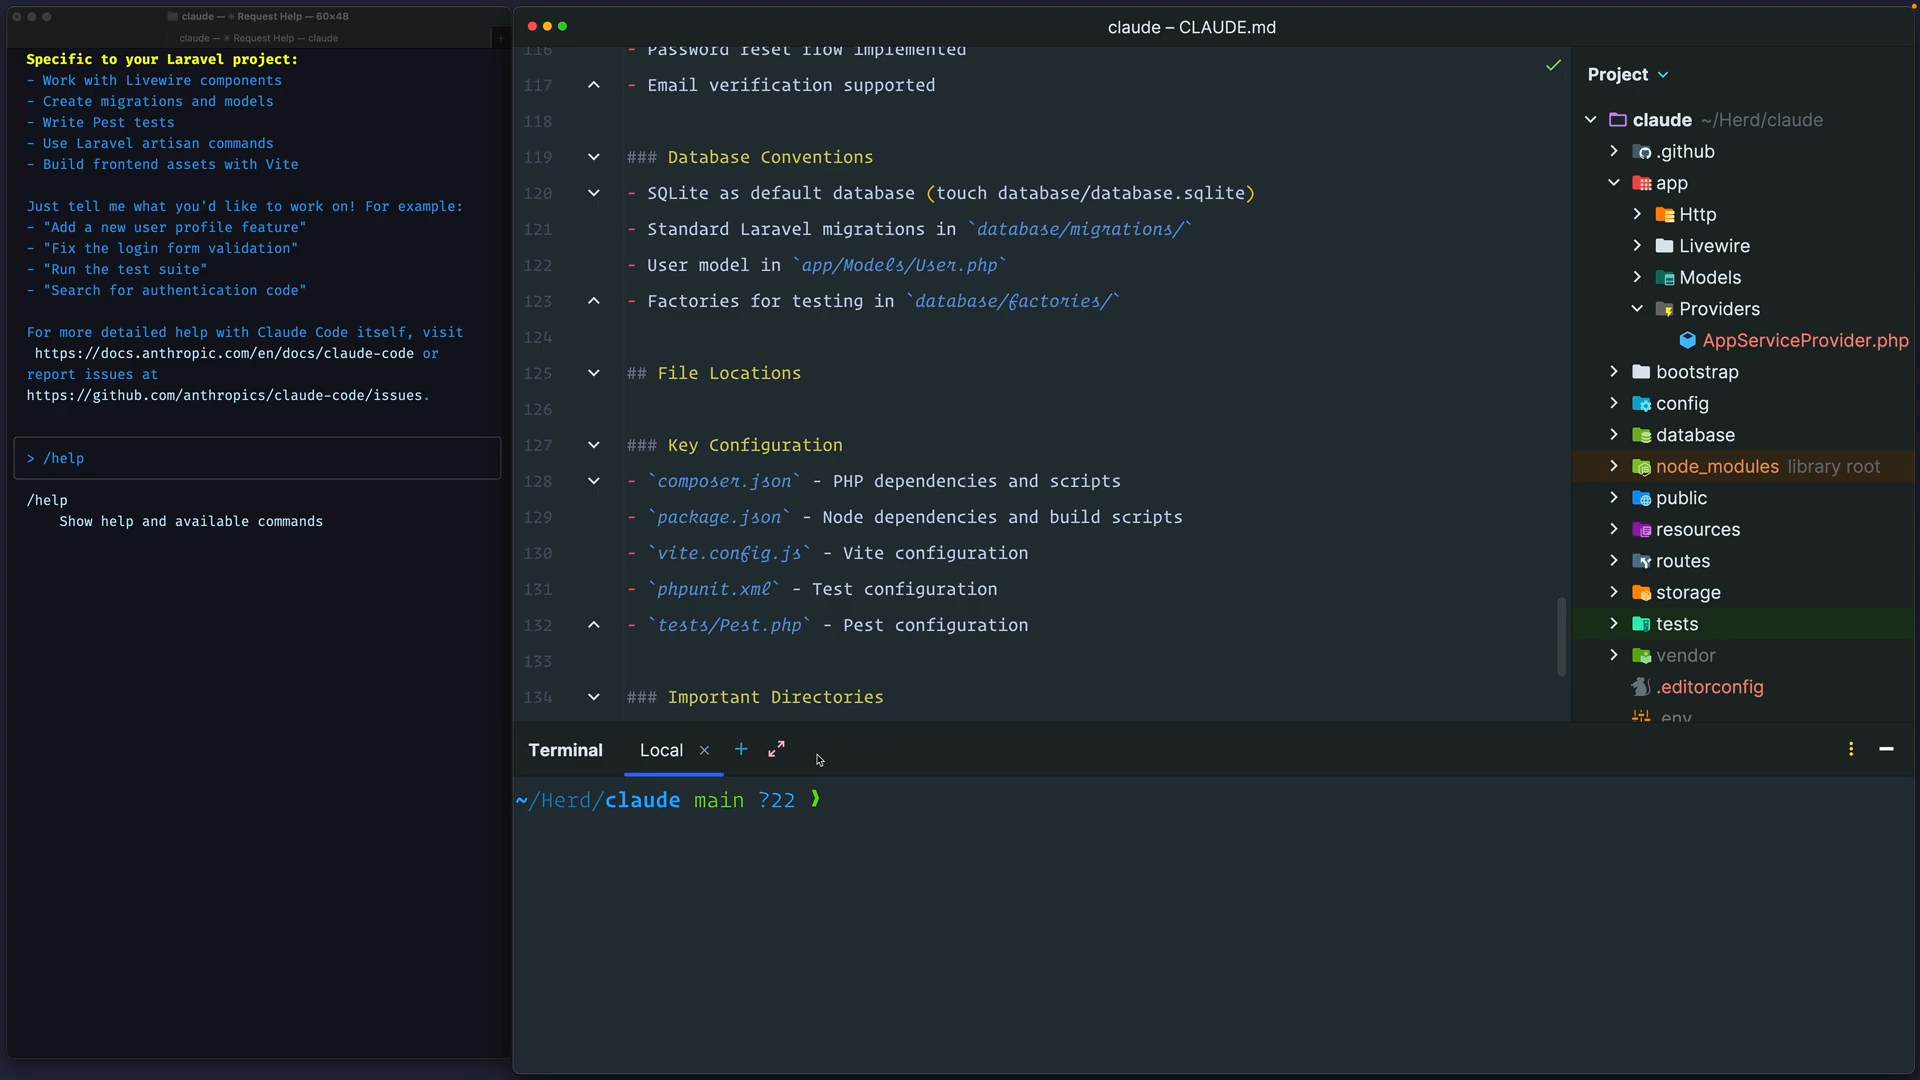 claude — ✳ Request Help — 60×48
claude — ✳ Request Help — claude
+
Specific to your Laravel project:
- Work with Livewire components
- Create migrations and models
- Write Pest tests
- Use Laravel artisan commands
- Build frontend assets with Vite
Just tell me what you'd like to work on! For example:
- "Add a new user profile feature"
- "Fix the login form validation"
- "Run the test suite"
- "Search for authentication code"
For more detailed help with Claude Code itself, visit
https://docs.anthropic.com/en/docs/claude-code or
report issues at
https://github.com/anthropics/claude-code/issues.
> /help
/help
Show help and available commands
claude – CLAUDE.md
116 - Password reset flow implemented
117 - Email verification supported
118
119 ### Database Conventions
120 - SQLite as default database (touch database/database.sqlite)
121 - Standard Laravel migrations in `database/migrations/`
122 - User model in `app/Models/User.php`
123 - Factories for testing in `database/factories/`
124
125 ## File Locations
126
127 ### Key Configuration
128 - `composer.json` - PHP dependencies and scripts
129 - `package.json` - Node dependencies and build scripts
130 - `vite.config.js` - Vite configuration
131 - `phpunit.xml` - Test configuration
132 - `tests/Pest.php` - Pest configuration
133
134 ### Important Directories
Project
claude ~/Herd/claude
.github
app
Http
Livewire
Models
Providers
AppServiceProvider.php
bootstrap
config
database
node_modules library root
public
resources
routes
storage
tests
vendor
.editorconfig
.env
Terminal Local × +
~/Herd/claude main ?22 ❯